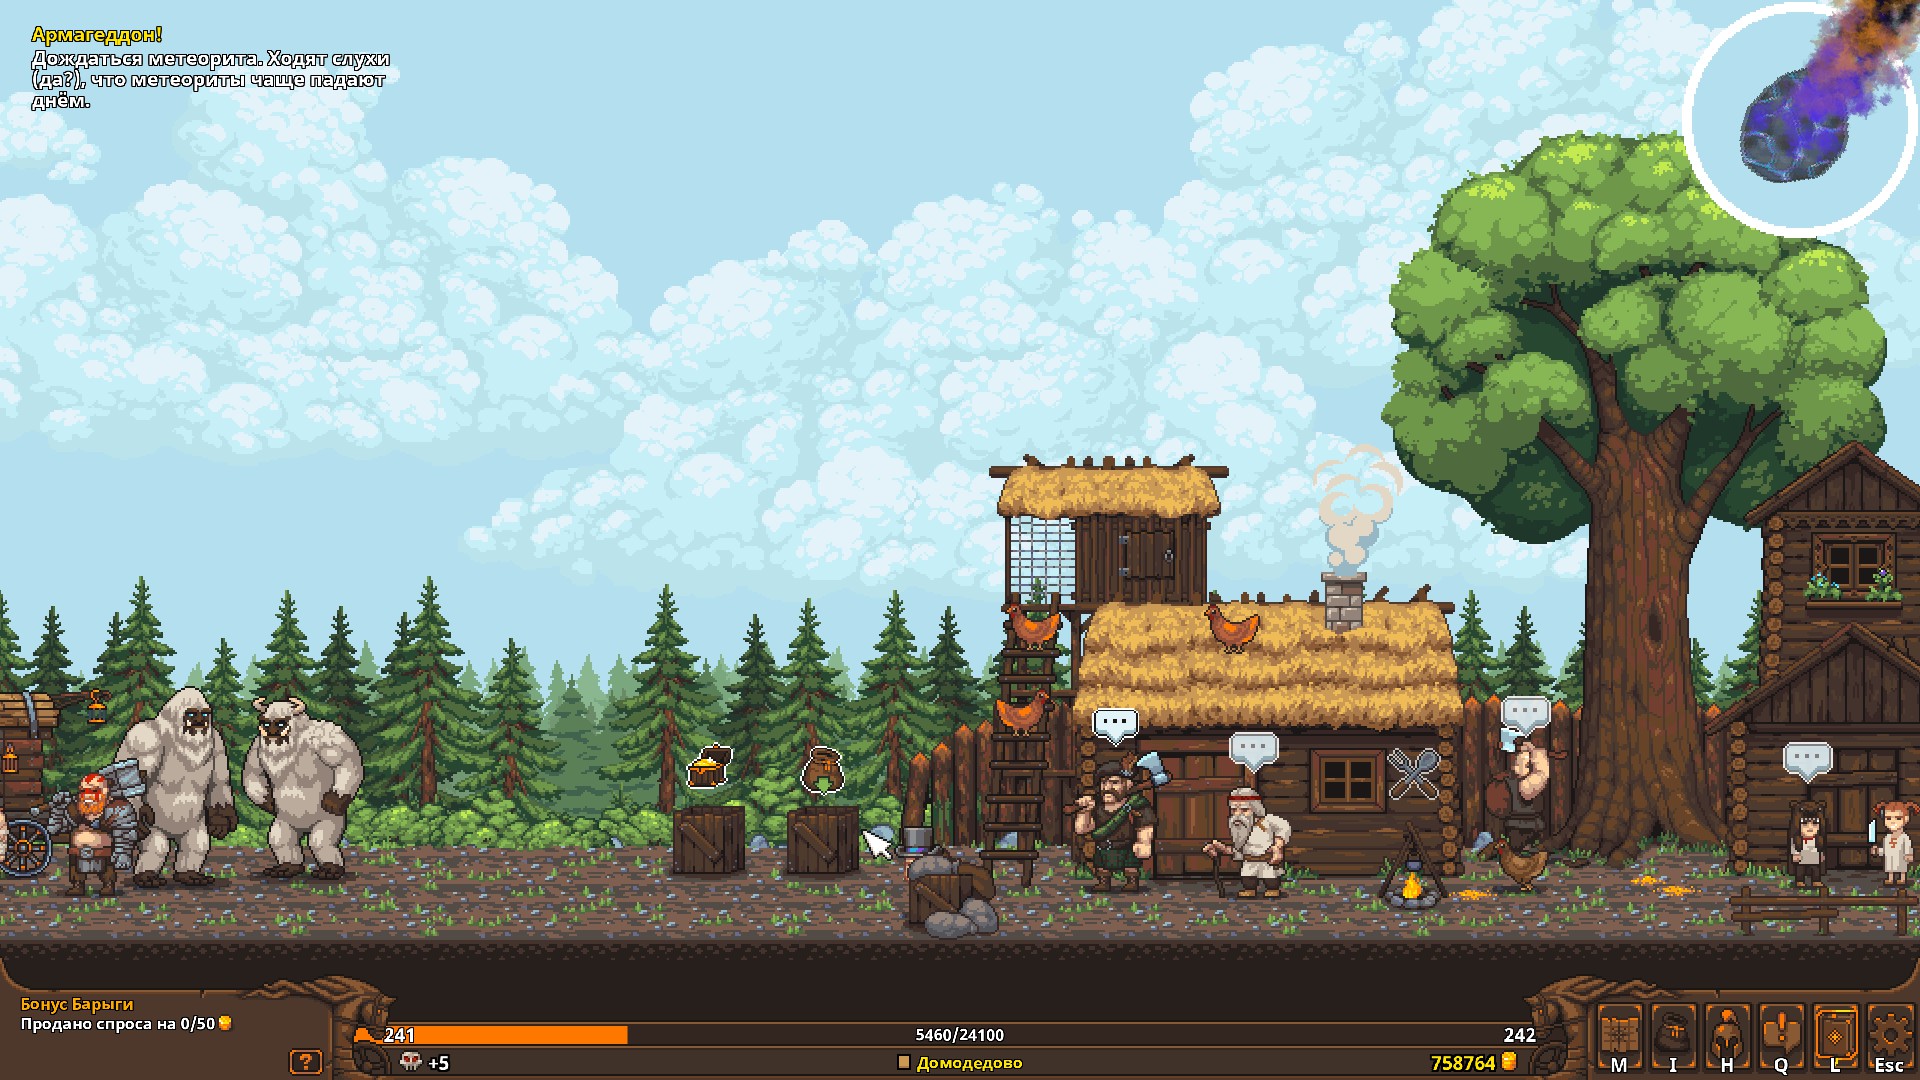 Армагеддон!
Дождаться метеорита. Ходят слухи
(да?), что метеориты чаще падают
днём.
Бонус Барыги
Продано спроса на 0/50
?
241
5460/24100
242
+5
Домодедово
758764
M
I
H
Q
L
Esc